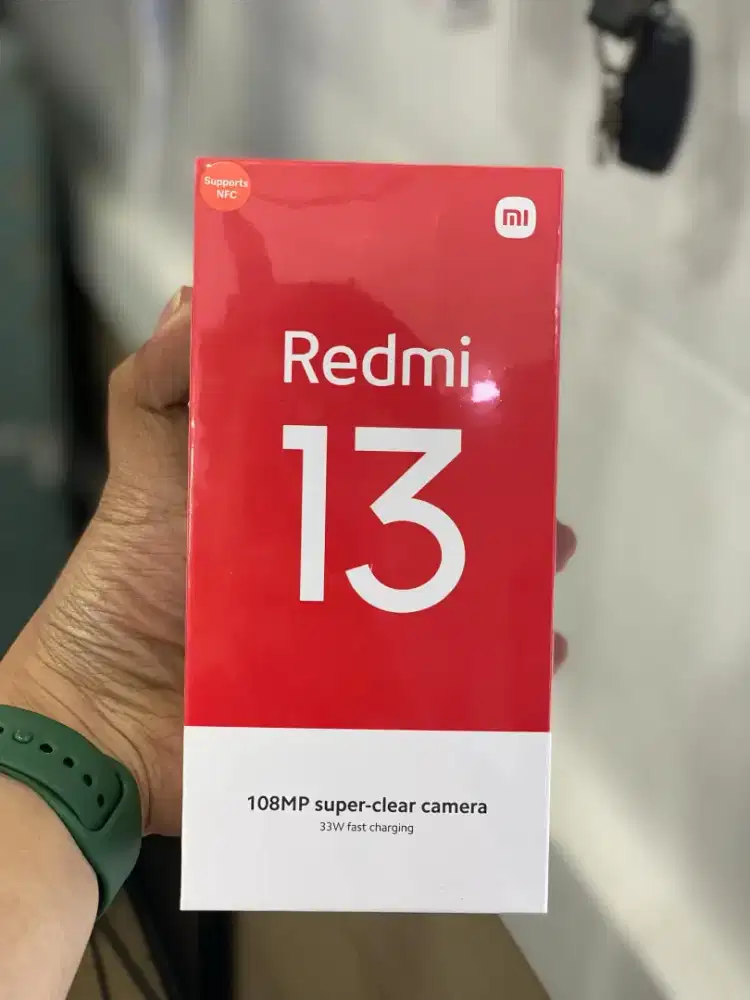 Supports
NFC
mi
Redmi
13
108MP super-clear camera
33W fast charging